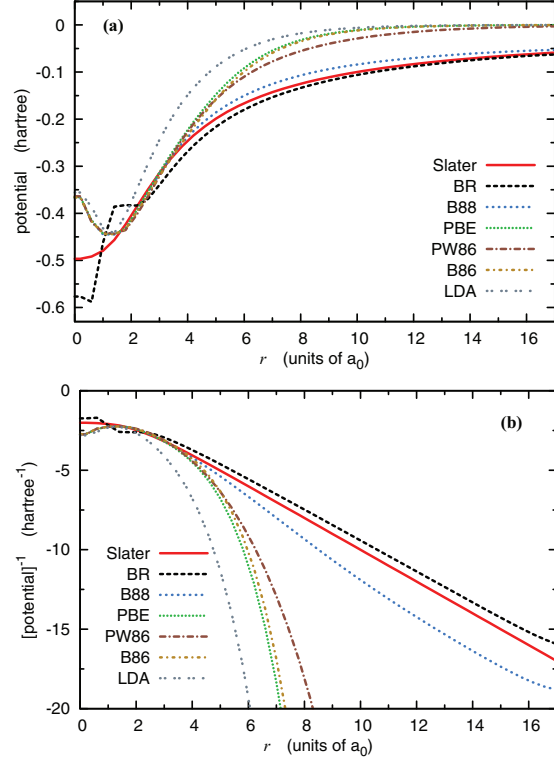 (a)
0
-0.1
-0.2
-0.3
-0.4
-0.5
-0.6
potential (hartree)
Slater
BR
B88
PBE
PW86
B86
LDA
0 2 4 6 8 10 12 14 16
r (units of a0)
(b)
0
-5
-10
-15
-20
[potential]-1 (hartree-1)
Slater
BR
B88
PBE
PW86
B86
LDA
0 2 4 6 8 10 12 14 16
r (units of a0)